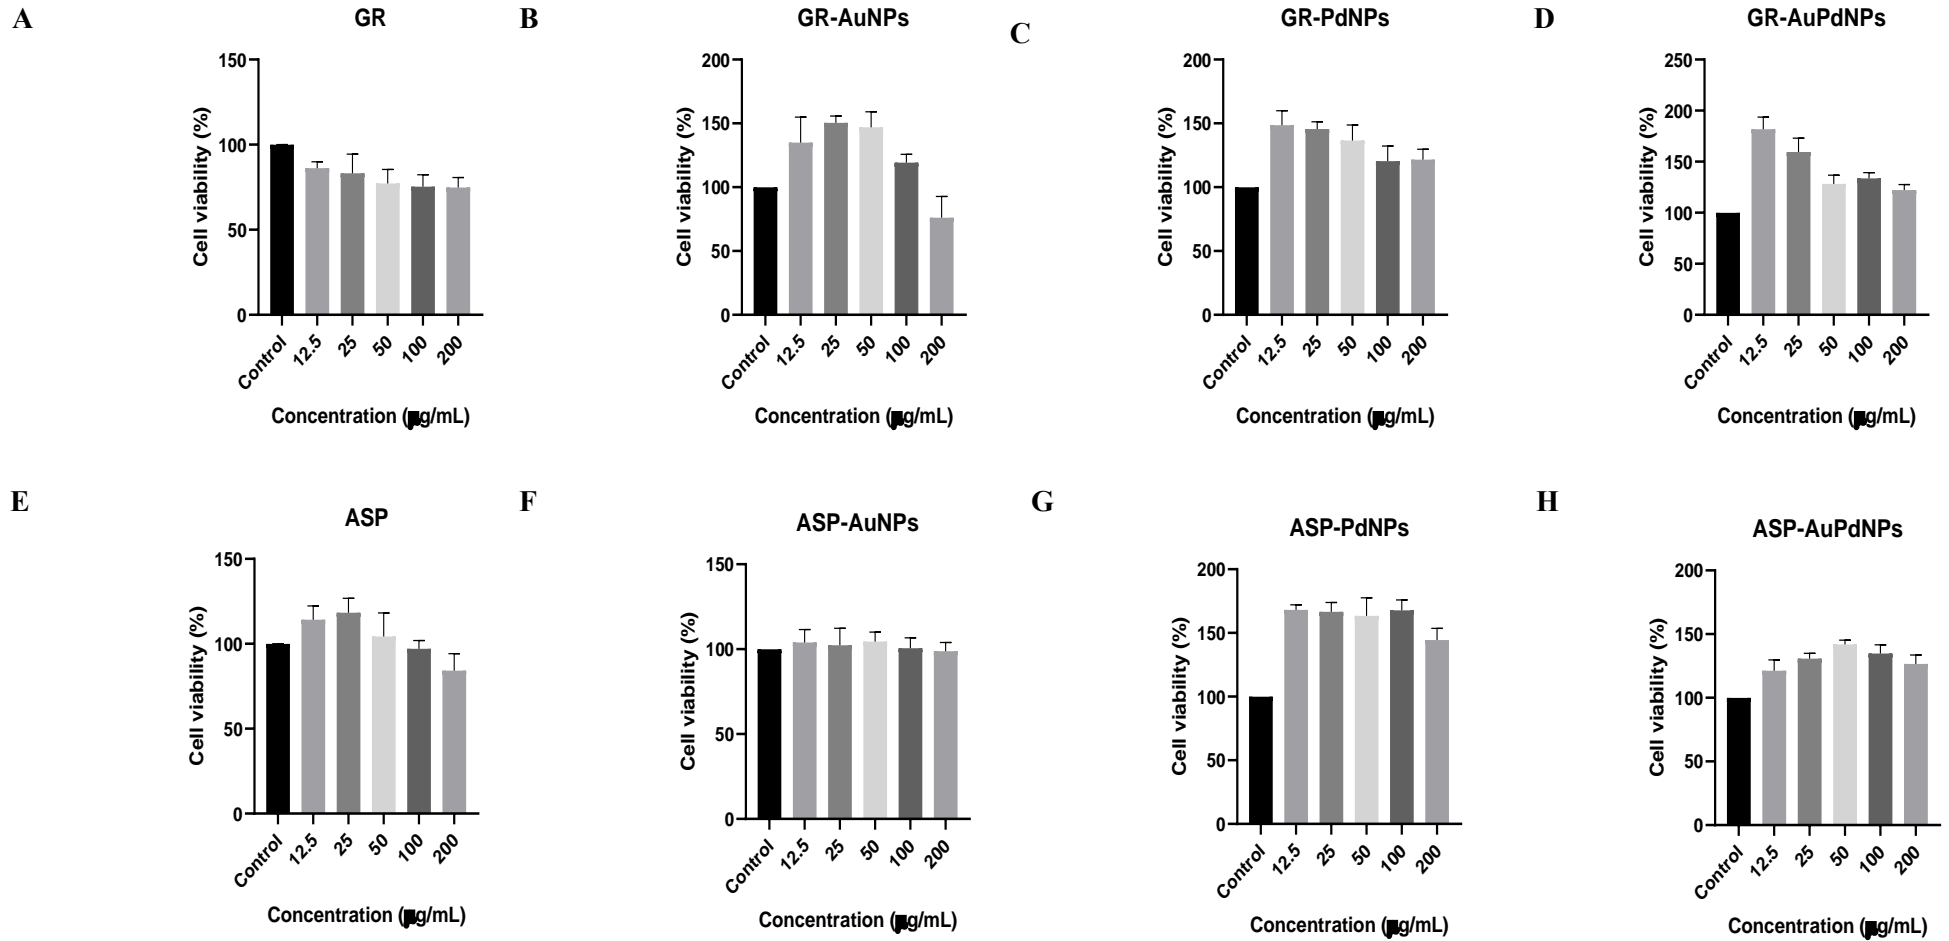 A
GR
Cell viability (%)
150
100
50
0
Control
12.5
25
50
100
200
Concentration (μg/mL)
B
GR-AuNPs
Cell viability (%)
200
150
100
50
0
Control
12.5
25
50
100
200
Concentration (μg/mL)
C
GR-PdNPs
Cell viability (%)
200
150
100
50
0
Control
12.5
25
50
100
200
Concentration (μg/mL)
D
GR-AuPdNPs
Cell viability (%)
250
200
150
100
50
0
Control
12.5
25
50
100
200
Concentration (μg/mL)
E
ASP
Cell viability (%)
150
100
50
0
Control
12.5
25
50
100
200
Concentration (μg/mL)
F
ASP-AuNPs
Cell viability (%)
150
100
50
0
Control
12.5
25
50
100
200
Concentration (μg/mL)
G
ASP-PdNPs
Cell viability (%)
200
150
100
50
0
Control
12.5
25
50
100
200
Concentration (μg/mL)
H
ASP-AuPdNPs
Cell viability (%)
200
150
100
50
0
Control
12.5
25
50
100
200
Concentration (μg/mL)